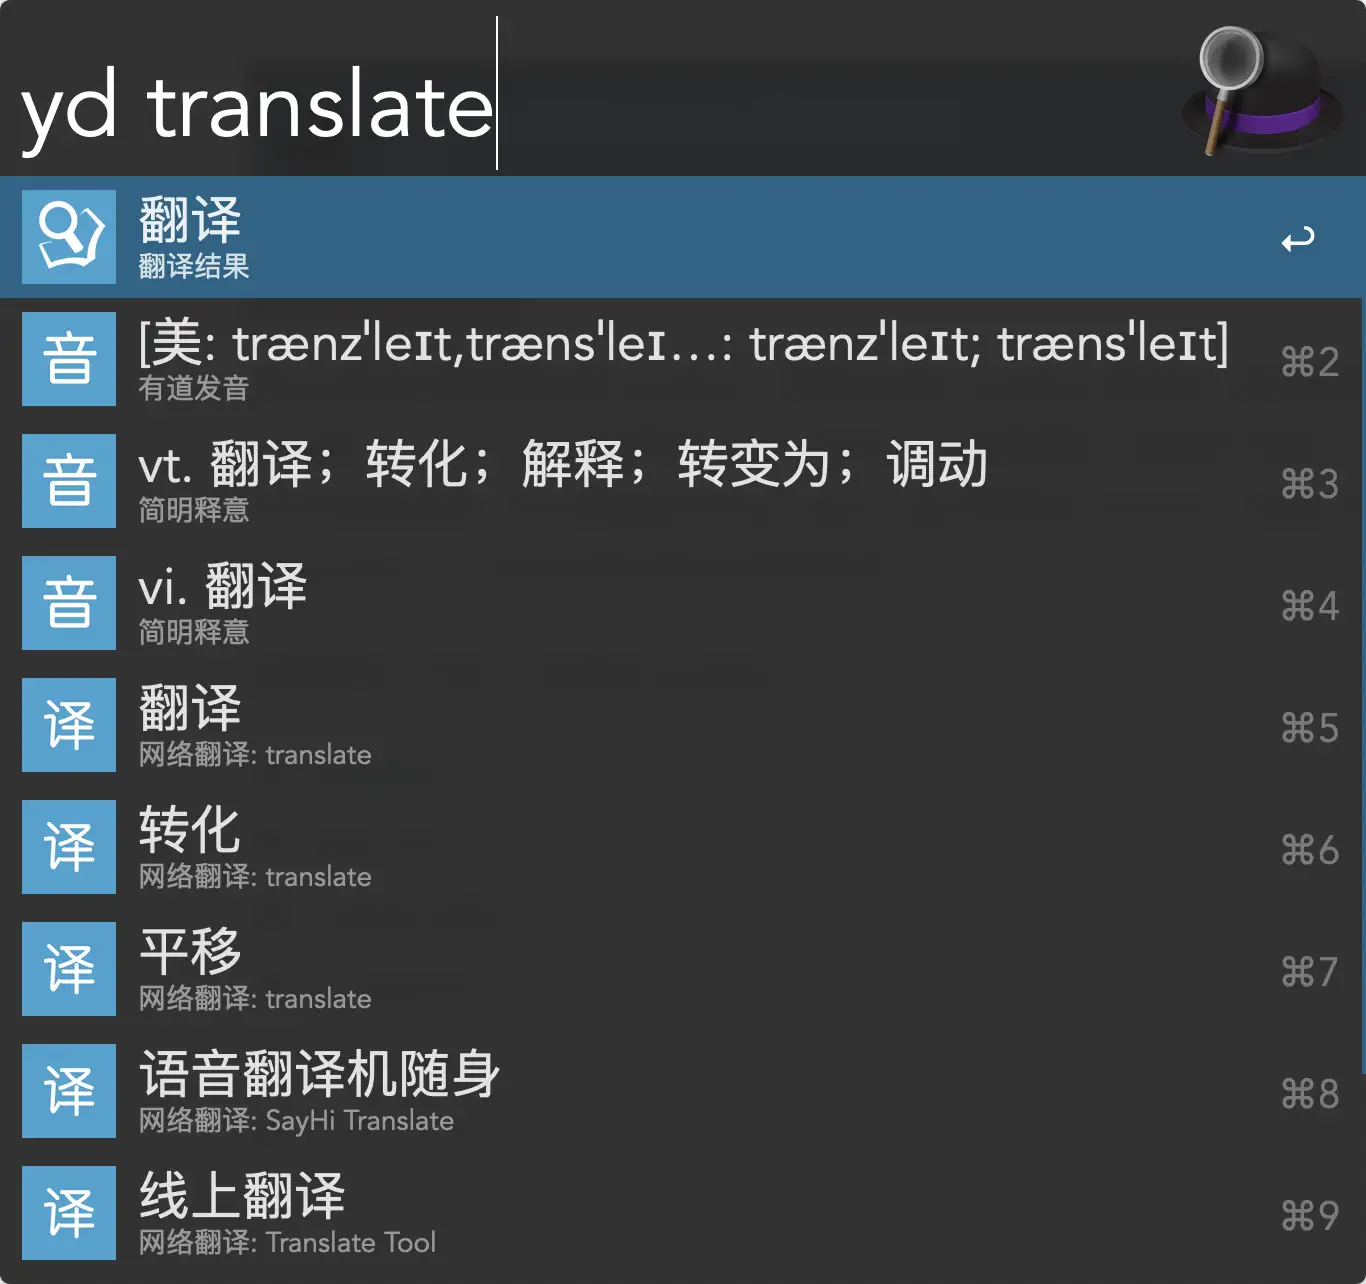 yd translate
翻译
翻译结果
音
[美: trænz'leɪt,træns'leɪ...: trænz'leɪt; træns'leɪt]
有道发音
⌘2
音
vt. 翻译；转化；解释；转变为；调动
简明释意
⌘3
音
vi. 翻译
简明释意
⌘4
译
翻译
网络翻译: translate
⌘5
译
转化
网络翻译: translate
⌘6
译
平移
网络翻译: translate
⌘7
译
语音翻译机随身
网络翻译: SayHi Translate
⌘8
译
线上翻译
网络翻译: Translate Tool
⌘9